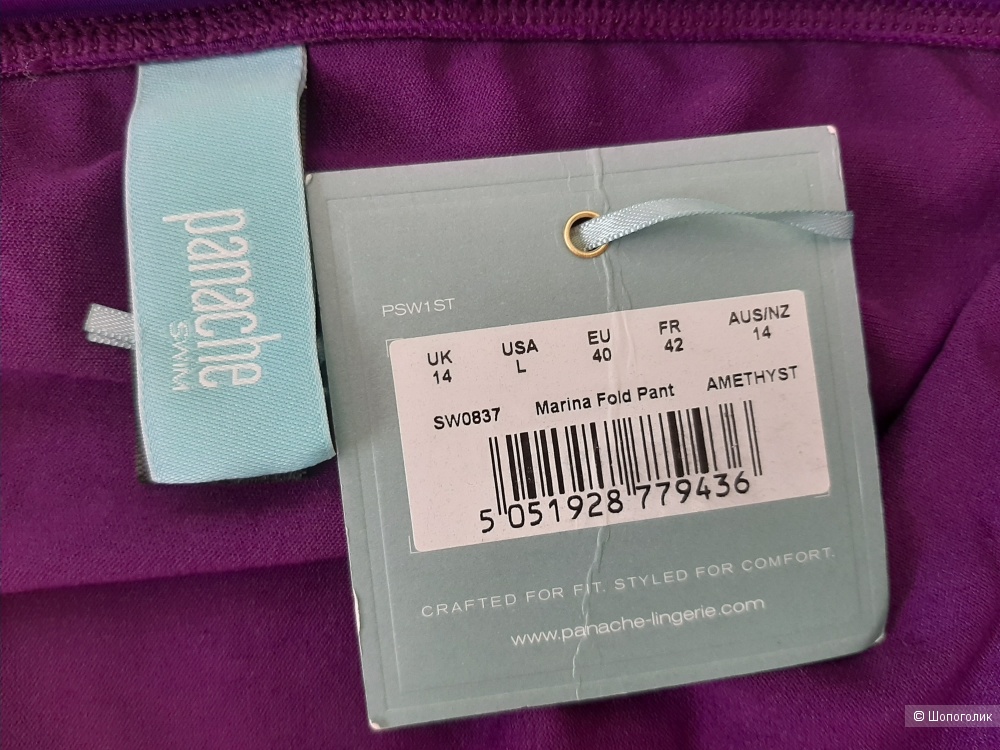 panache
SWIM
PSW1ST
UK USA EU FR AUS/NZ
14 L 40 42 14
SW0837 Marina Fold Pant AMETHYST
5 051928 779436
CRAFTED FOR FIT. STYLED FOR COMFORT.
www.panache-lingerie.com
© Шопоголик